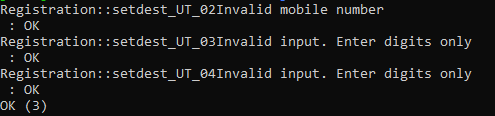 Registration::setdest_UT_02Invalid mobile number
 : OK
Registration::setdest_UT_03Invalid input. Enter digits only
 : OK
Registration::setdest_UT_04Invalid input. Enter digits only
 : OK
OK (3)